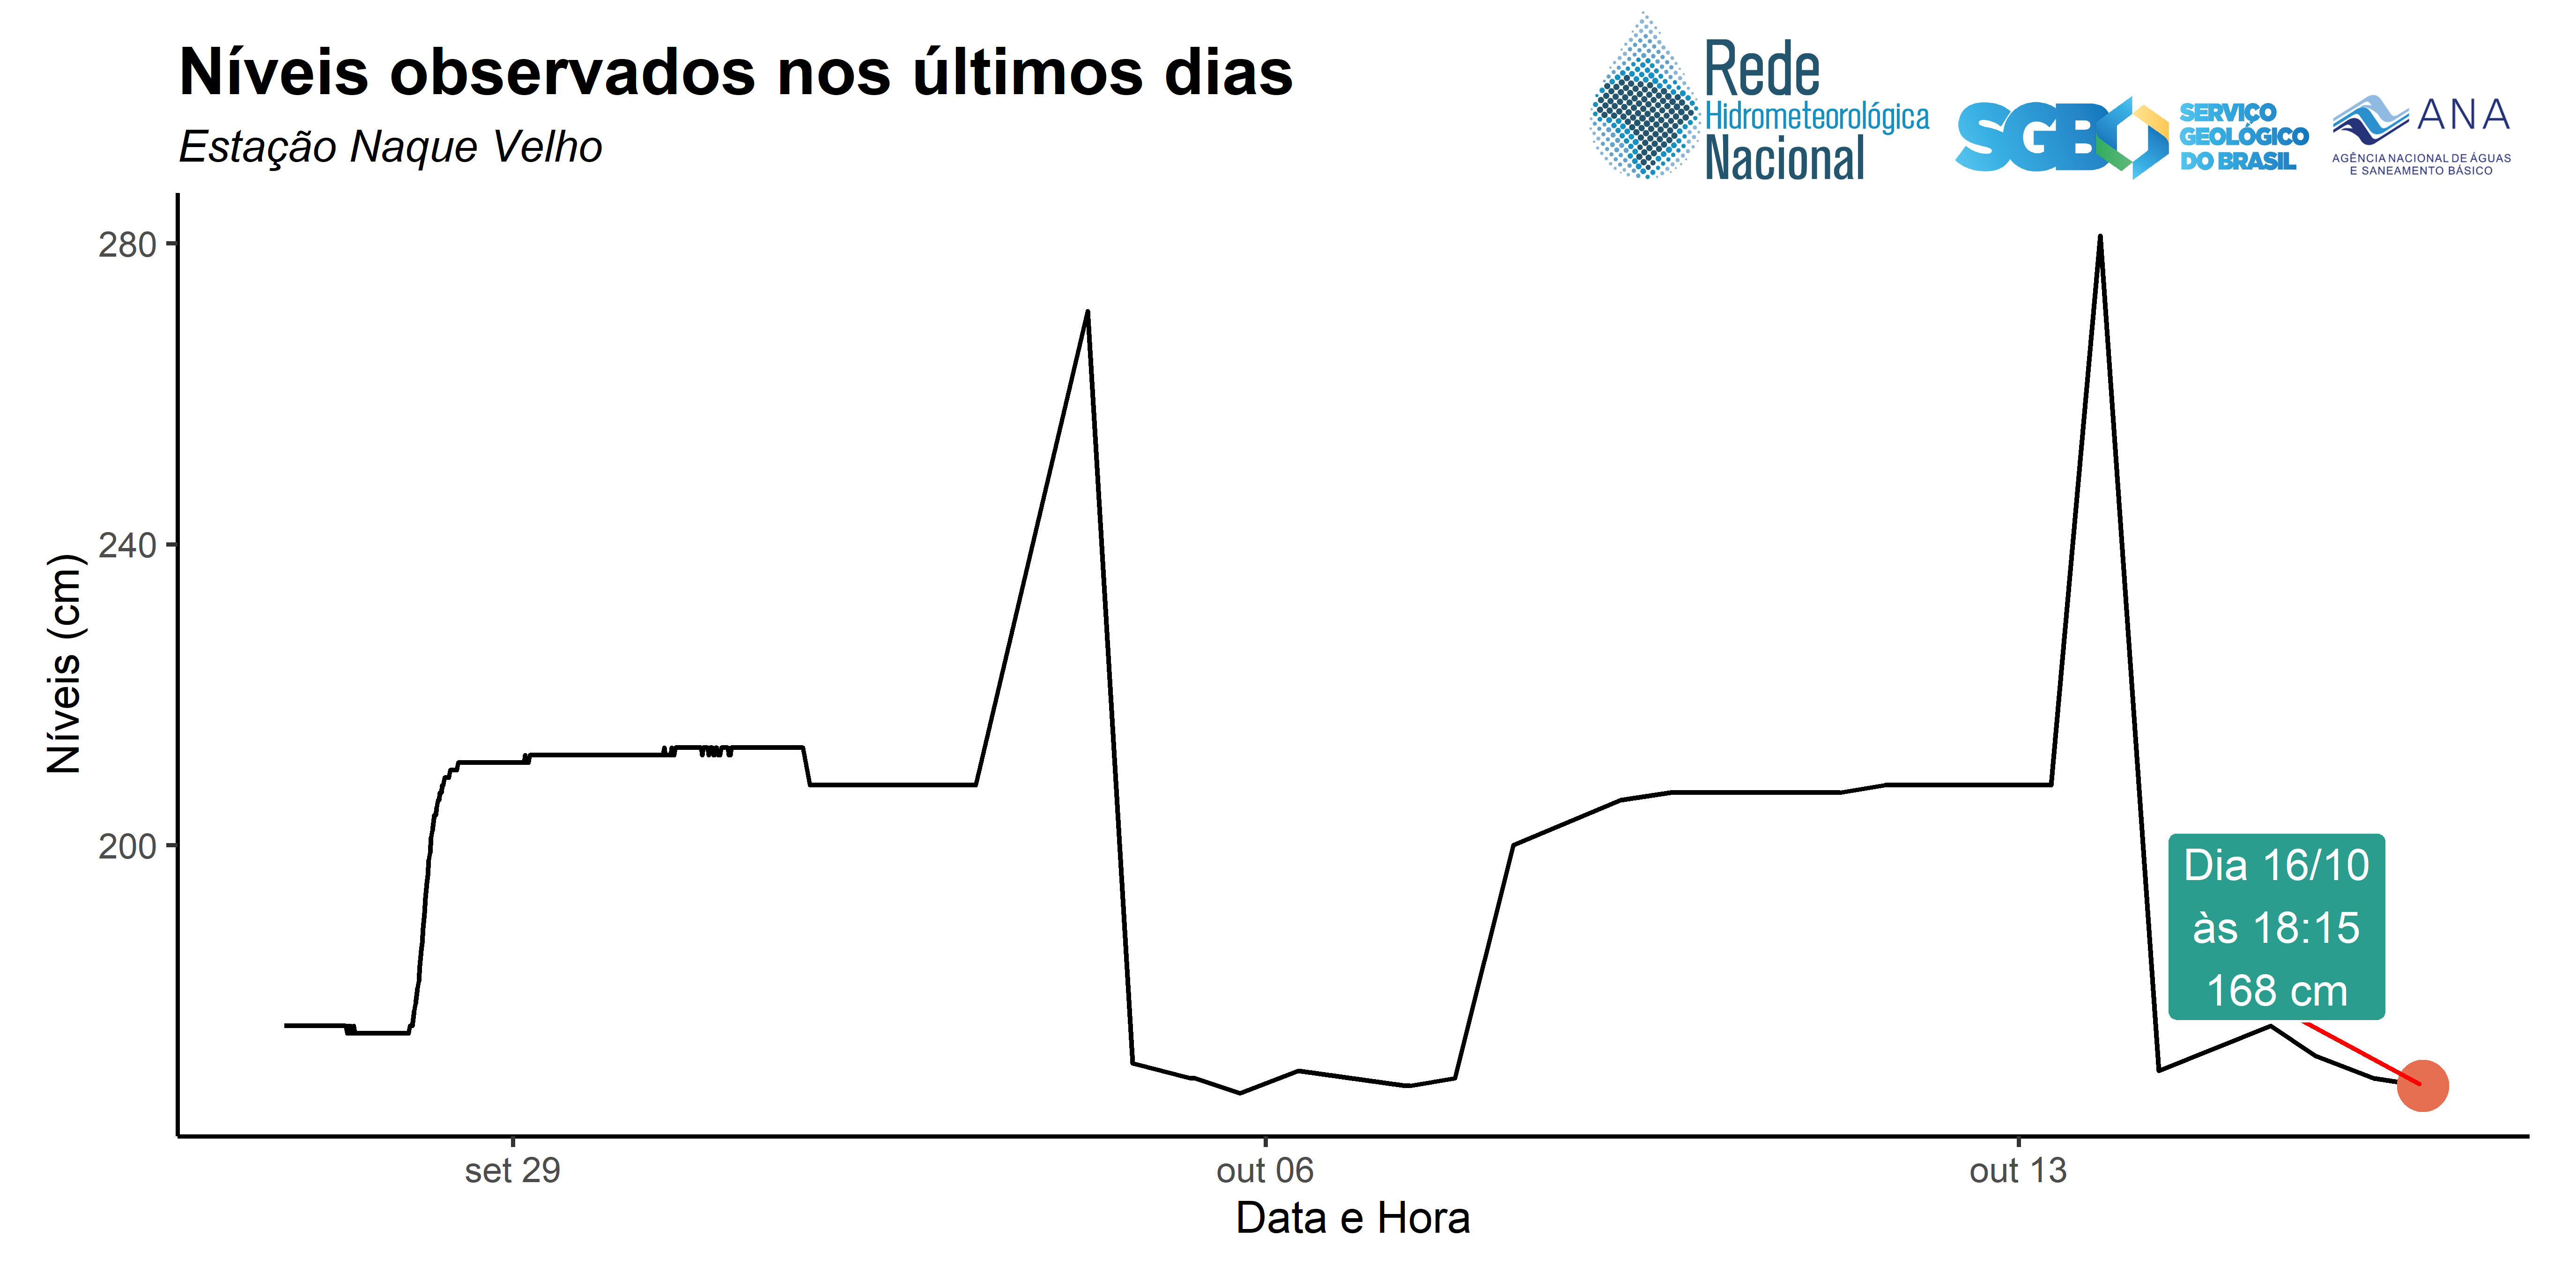 Níveis observados nos últimos dias
Estação Naque Velho
Rede
Hidrometeorológica
Nacional
SGB
SERVIÇO
GEOLÓGICO
DO BRASIL
ANA
AGÊNCIA NACIONAL DE ÁGUAS
E SANEAMENTO BÁSICO
Níveis (cm)
280
240
200
Dia 16/10
às 18:15
168 cm
set 29
out 06
out 13
Data e Hora